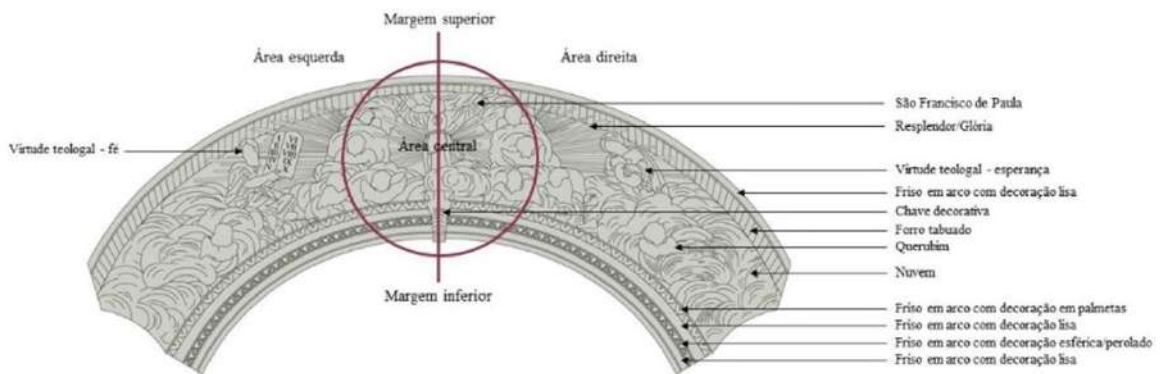 Margem superior
Área esquerda
Área direita
São Francisco de Paula
Resplendor/Glória
Virtude teologal - fé
Área central
Virtude teologal - esperança
Friso em arco com decoração lisa
Chave decorativa
Forro tabuado
Querubim
Nuvem
Margem inferior
Friso em arco com decoração em palmetas
Friso em arco com decoração lisa
Friso em arco com decoração esférica/perolado
Friso em arco com decoração lisa